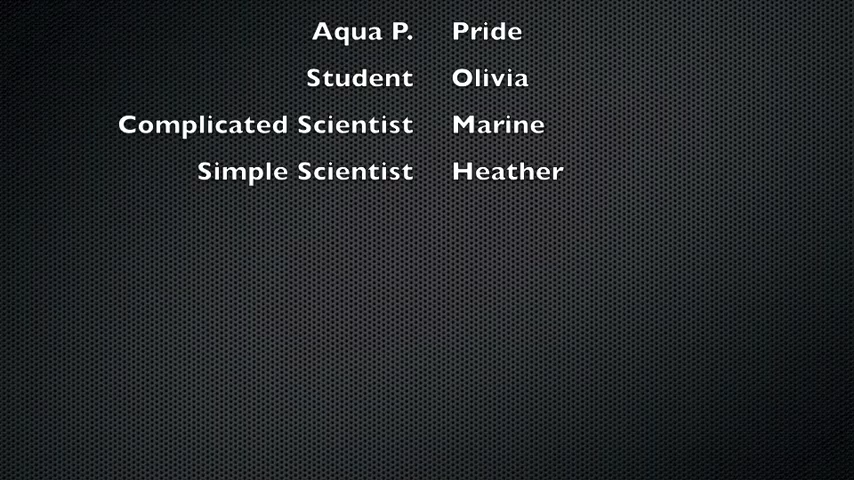 Aqua P. Pride
Student Olivia
Complicated Scientist Marine
Simple Scientist Heather